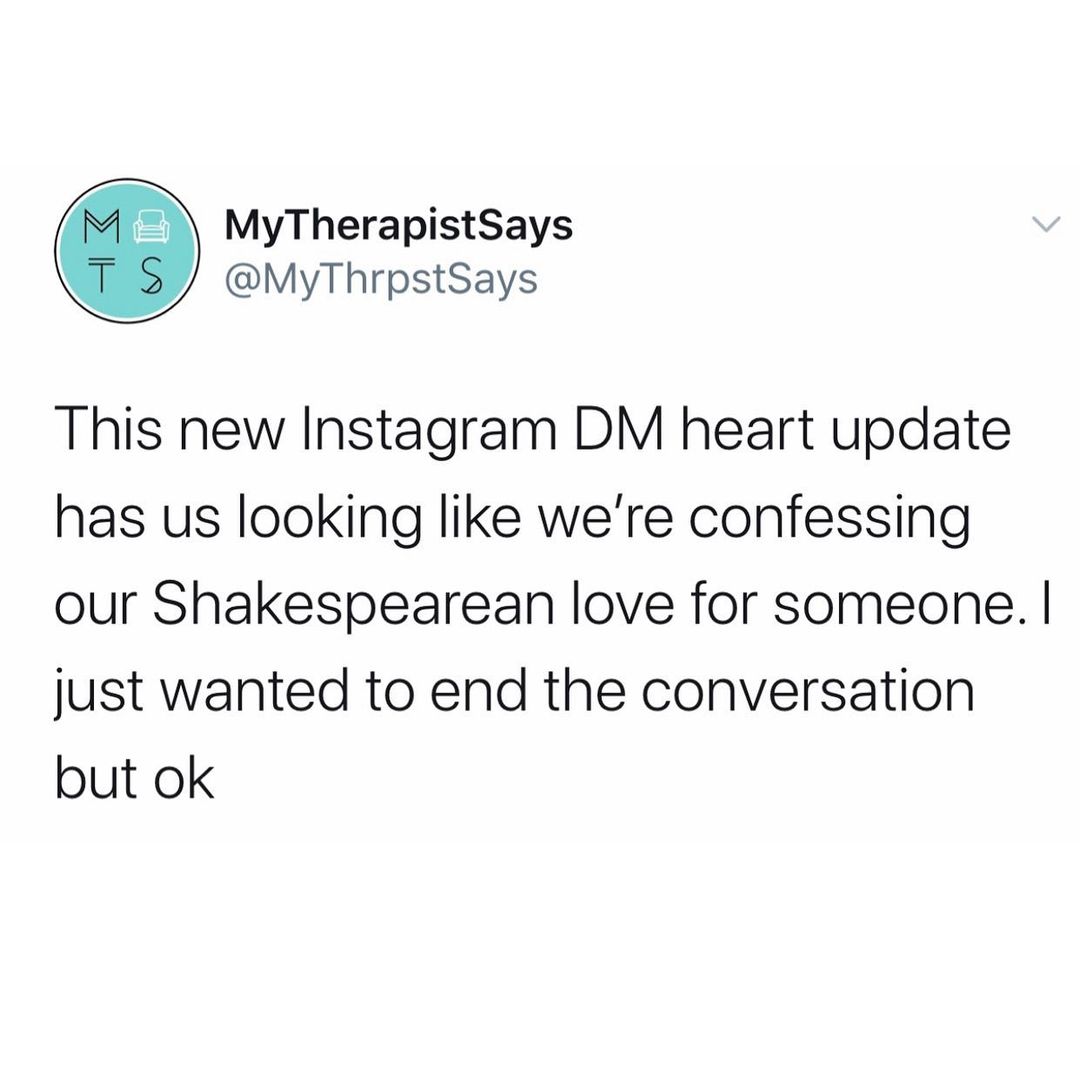 M
T S
MyTherapistSays
@MyThrpstSays
This new Instagram DM heart update
has us looking like we’re confessing
our Shakespearean love for someone. I
just wanted to end the conversation
but ok